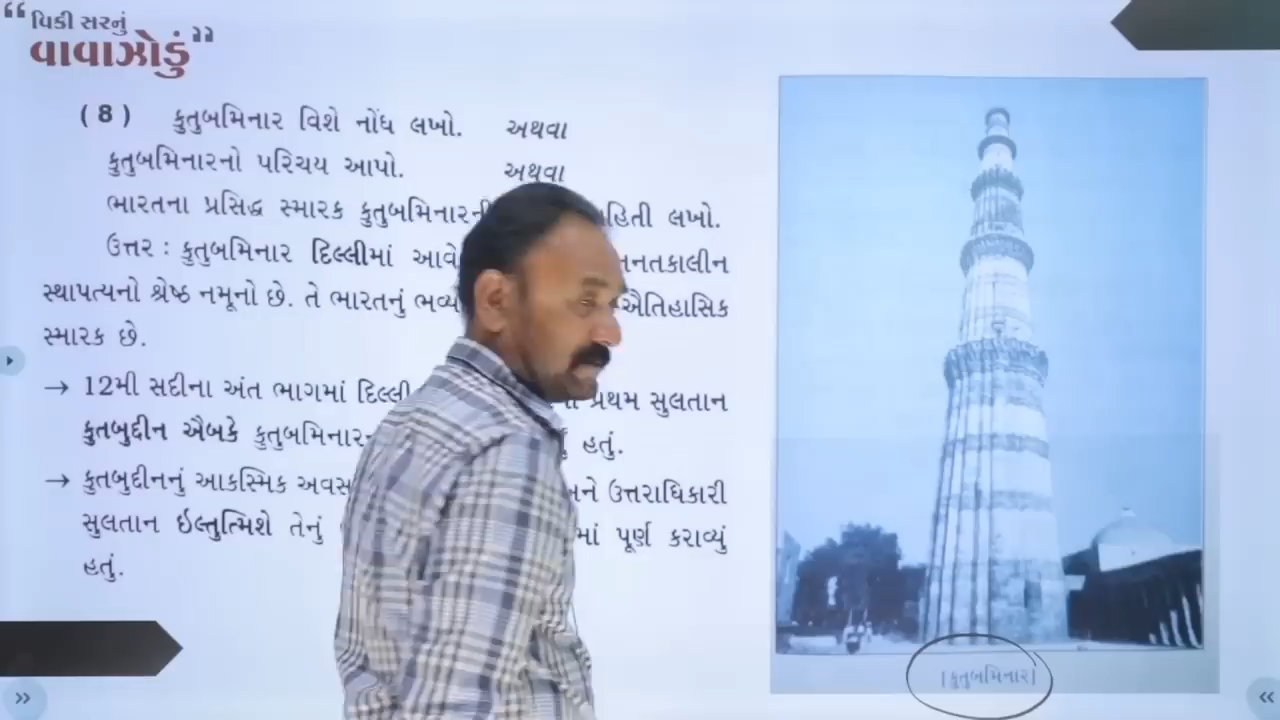 “ વિકી સરનું
વાવાઝોડું ”
(8) કુતુબમિનાર વિશે નોંધ લખો. અથવા
કુતુબમિનારનો પરિચય આપો. અથવા
ભારતના પ્રસિદ્ધ સ્મારક કુતુબમિનારની હિતી લખો.
ઉત્તર : કુતુબમિનાર દિલ્લીમાં આવે નતકાલીન
સ્થાપત્યનો શ્રેષ્ઠ નમૂનો છે. તે ભારતનું ભવ્ય ઐતિહાસિક
સ્મારક છે.
→ 12મી સદીના અંત ભાગમાં દિલ્લી પ્રથમ સુલતાન
કુતબુદ્દીન ઐબકે કુતુબમિનાર હતું.
→ કુતબુદ્દીનનું આકસ્મિક અવસ અને ઉત્તરાધિકારી
સુલતાન ઇલ્તુત્મિશે તેનું માં પૂર્ણ કરાવ્યું
હતું.
[કુતુબમિનાર]